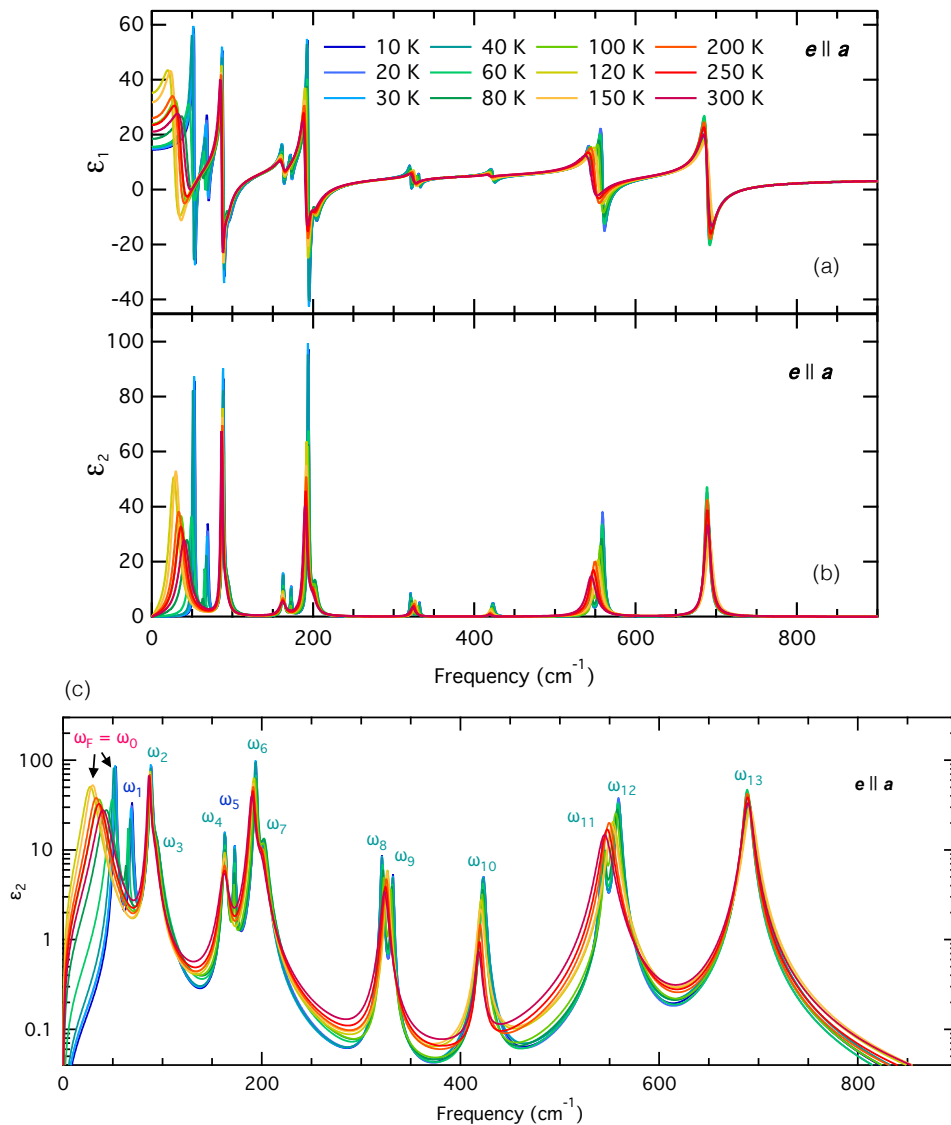 60
40
20
0
-20
-40
ε1
10 K 40 K 100 K 200 K
20 K 60 K 120 K 250 K
30 K 80 K 150 K 300 K
e || a
(a)
100
80
60
40
20
0
ε2
e || a
(b)
0 200 400 600 800
Frequency (cm⁻¹)
(c)
100
10
1
0.1
ε2
ωF = ω0
ω1
ω2
ω3
ω4
ω5
ω6
ω7
ω8
ω9
ω10
ω11
ω12
ω13
e || a
0 200 400 600 800
Frequency (cm⁻¹)